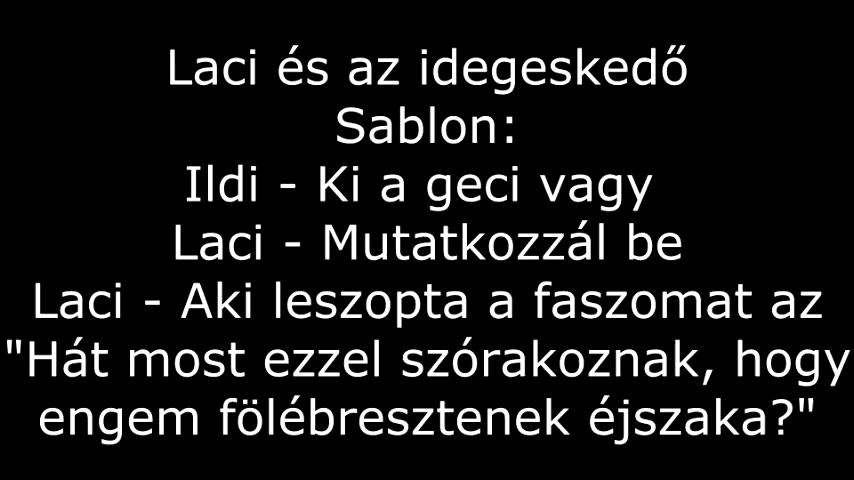 Laci és az idegeskedő
Sablon:
Ildi - Ki a geci vagy
Laci - Mutatkozzál be
Laci - Aki leszopta a faszomat az
"Hát most ezzel szórakoznak, hogy
engem fölébresztenek éjszaka?"